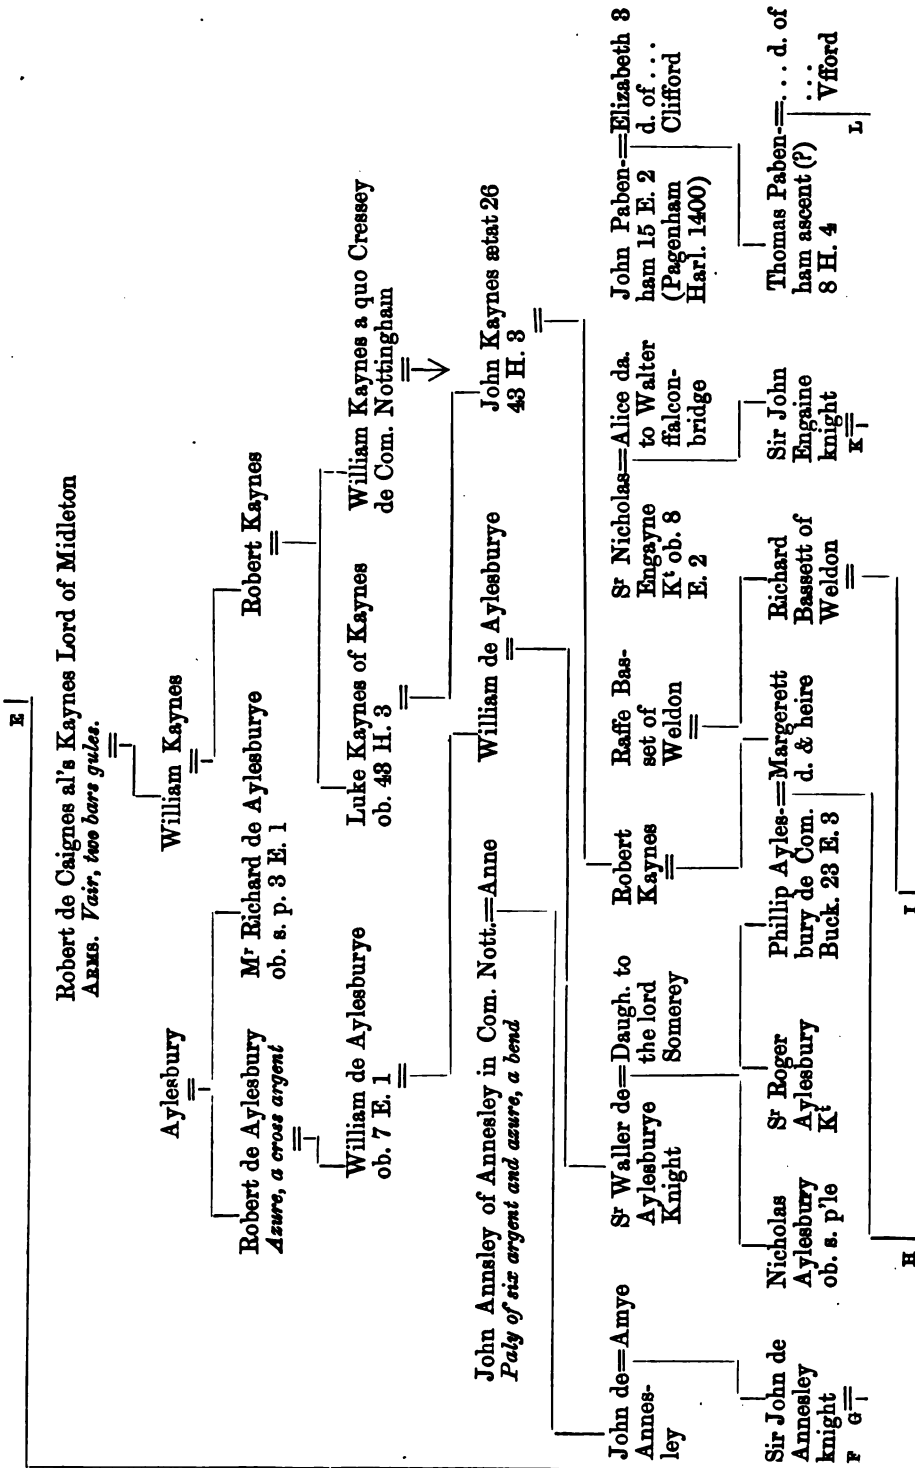 E
Robert de Caignes al's Kaynes Lord of Midleton
ARMS. Vair, two bars gules.
Aylesbury
William Kaynes
Robert de Aylesbury
Azure, a cross argent
Mr Richard de Aylesburye
ob. s. p. 3 E. 1
Robert Kaynes
William de Aylesburye
ob. 7 E. 1
Luke Kaynes of Kaynes
ob. 43 H. 3
William Kaynes a quo Cressey
de Com. Nottingham
John Annsley of Annesley in Com. Nott.=Anne
Paly of six argent and azure, a bend
William de Aylesburye
John Kaynes ætat 26
43 H. 3
John de=Amye
Annes-
ley
Sr Waller de=Daugh. to
Aylesburye the lord
Knight Somerey
Robert
Kaynes
Raffe Bas-
set of
Weldon
Sr Nicholas=Alice da.
Engayne to Walter
Kt ob. 8 ffalcon-
E. 2 bridge
John Paben-=Elizabeth 3
ham 15 E. 2 d. of ...
(Pagenham Clifford
Harl. 1400)
Sir John de
Annesley
knight
F G
Nicholas
Aylesbury
ob. s. p'le
Sr Roger
Aylesbury
Kt
Phillip Ayles-=Margerett
bury de Com. d. & heire
Buck. 23 E. 3
Richard
Bassett of
Weldon
Sir John
Engaine
knight
K
Thomas Paben-=... d. of
ham ascent (?) ...
8 H. 4 Vfford
L
H
I